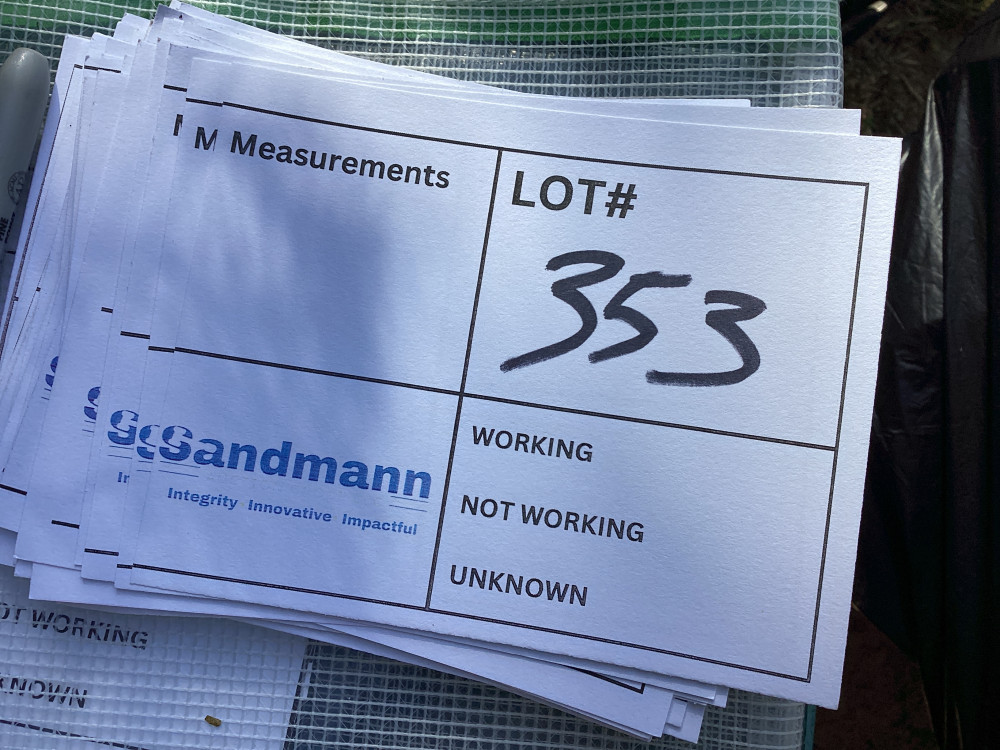 M Measurements
LOT#
353
Sandmann
Integrity Innovative Impactful
WORKING
NOT WORKING
UNKNOWN
OT WORKING
KNOWN